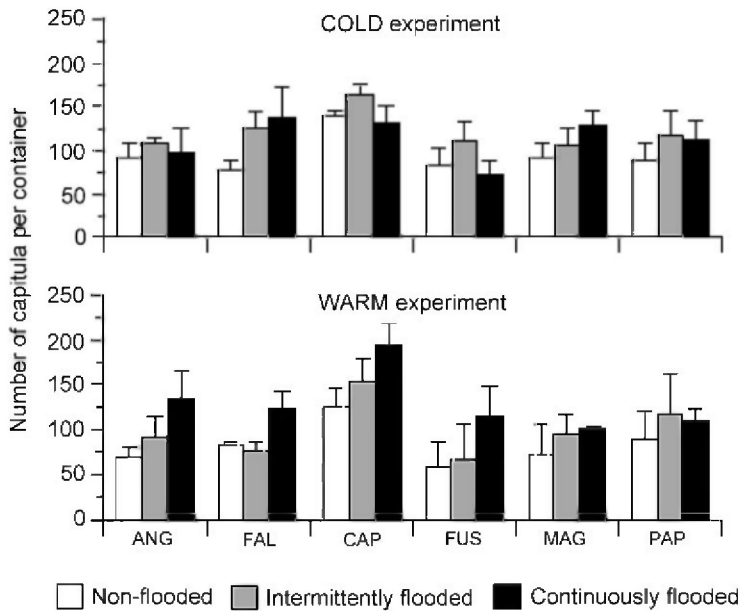 COLD experiment
250
200
150
100
50
0
Number of capitula per container
WARM experiment
250
200
150
100
50
0
ANG FAL CAP FUS MAG PAP
Non-flooded Intermittently flooded Continuously flooded